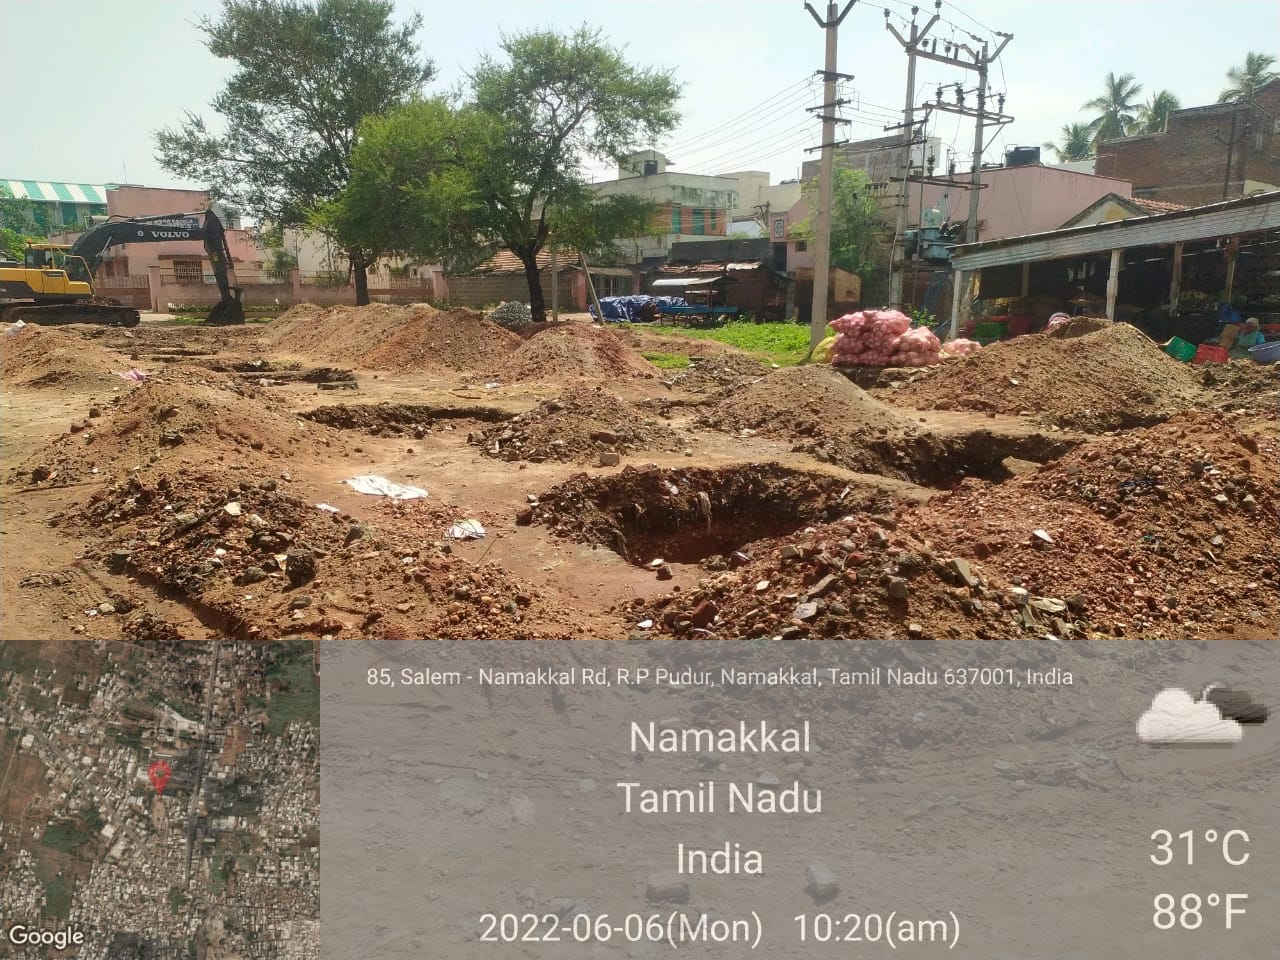 VOLVO
85, Salem - Namakkal Rd, R.P Pudur, Namakkal, Tamil Nadu 637001, India
Namakkal
Tamil Nadu
India
31°C
88°F
2022-06-06(Mon) 10:20(am)
Google